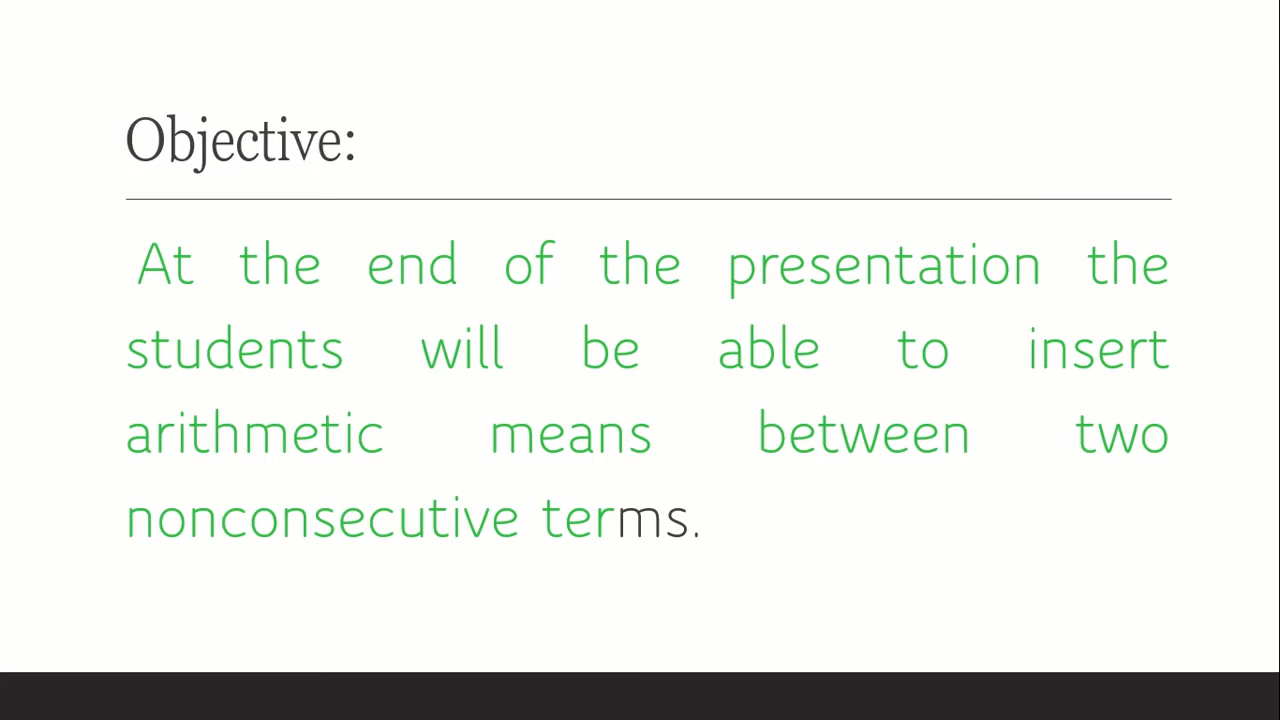 Objective:
At the end of the presentation the
students will be able to insert
arithmetic means between two
nonconsecutive terms.